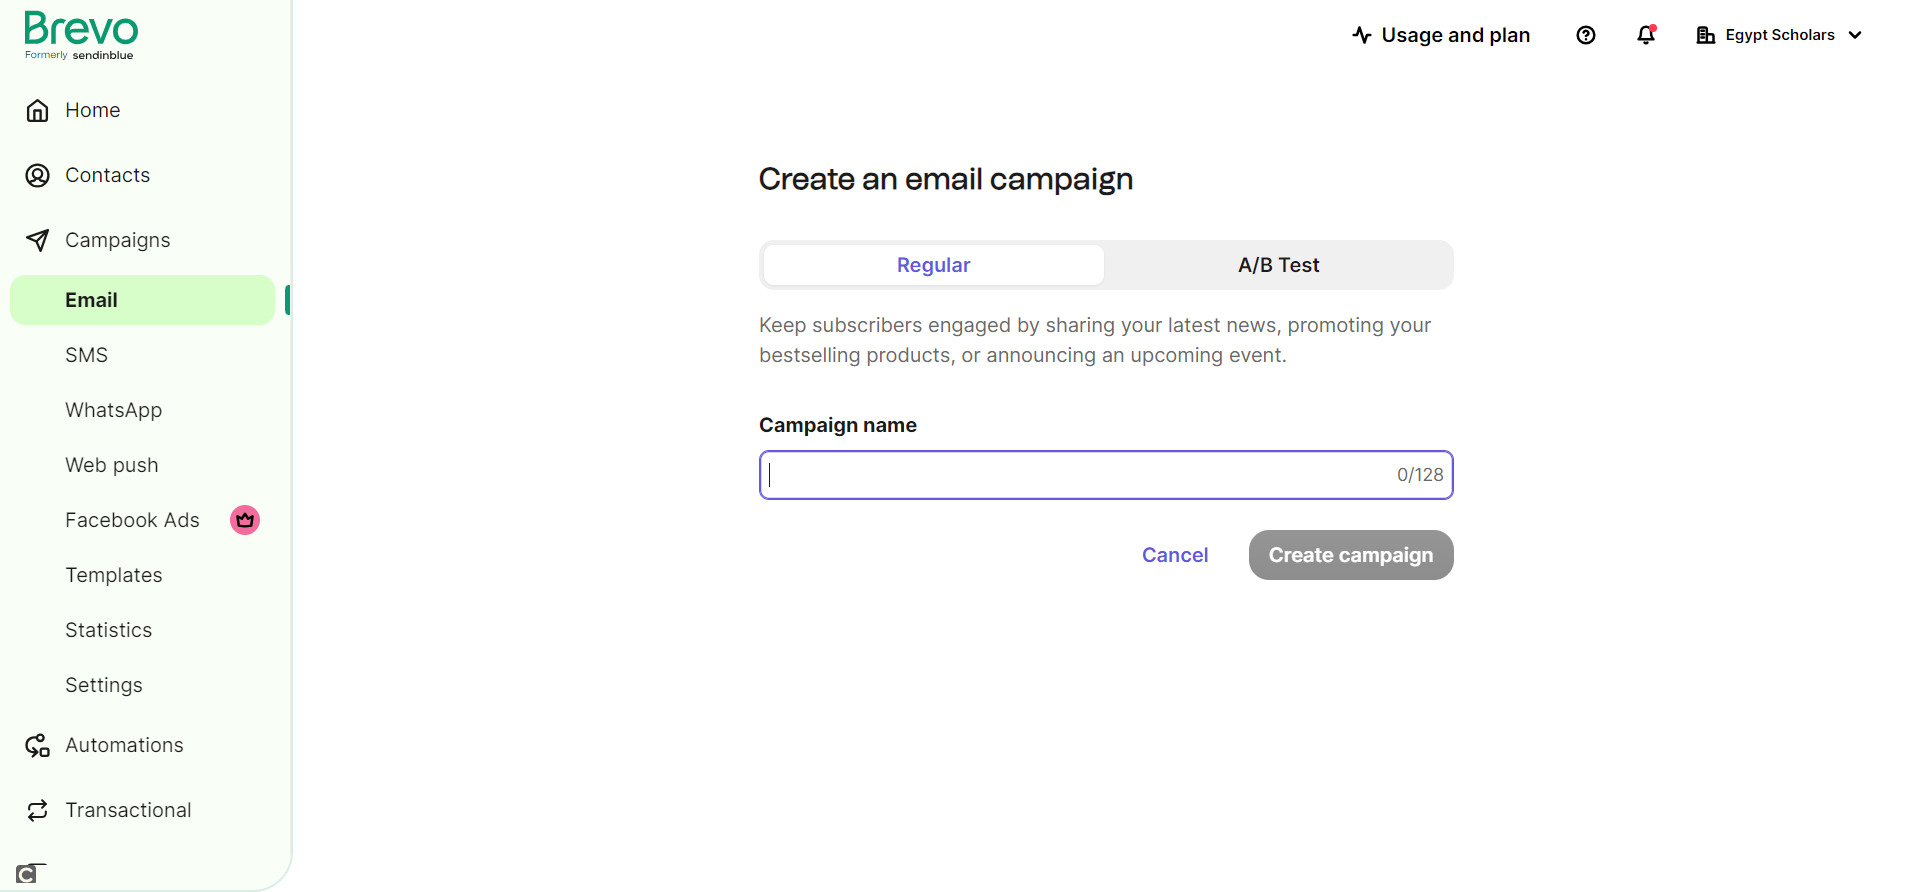 Brevo
Formerly sendinblue
Usage and plan
Egypt Scholars
Home
Contacts
Campaigns
Email
SMS
WhatsApp
Web push
Facebook Ads
Templates
Statistics
Settings
Automations
Transactional
Create an email campaign
Regular
A/B Test
Keep subscribers engaged by sharing your latest news, promoting your
bestselling products, or announcing an upcoming event.
Campaign name
0/128
Cancel
Create campaign
C